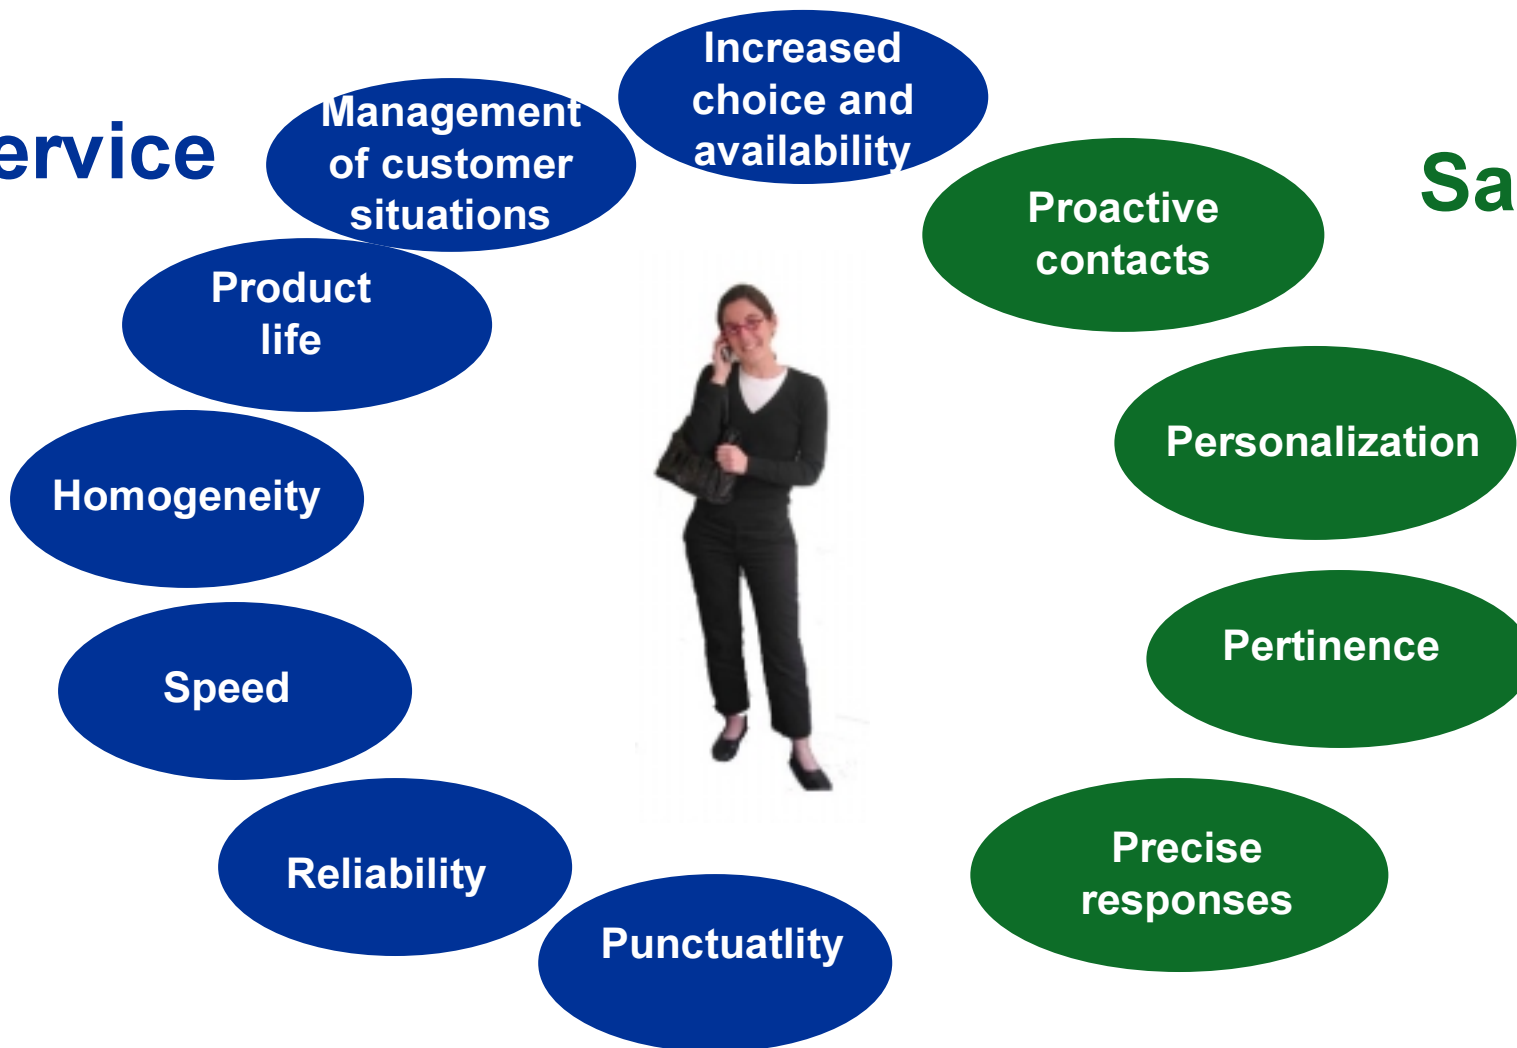 Increased
choice and
availability
Management
of customer
situations
ervice
Sa
Proactive
contacts
Product
life
Personalization
Homogeneity
Pertinence
Speed
Precise
responses
Reliability
Punctuatlity